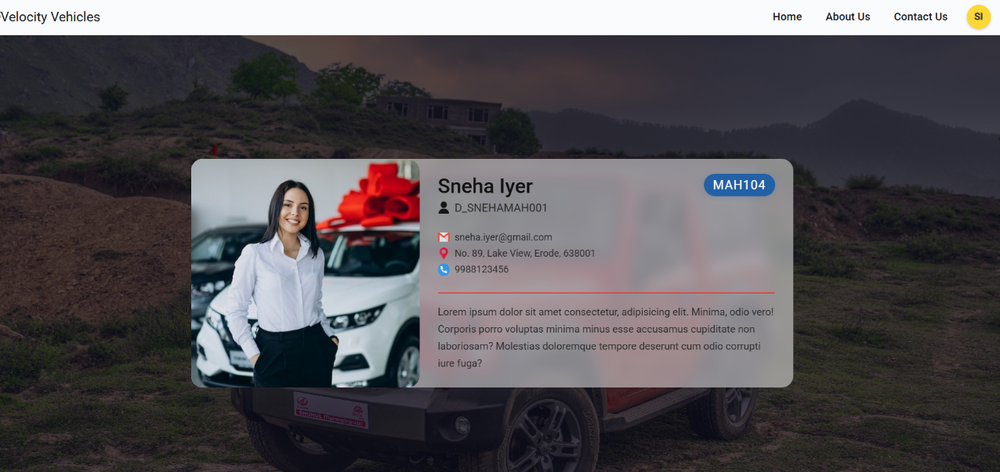 Velocity Vehicles
Home
About Us
Contact Us
SI
Sneha Iyer
MAH104
D_SNEHAMAH001
sneha.iyer@gmail.com
No. 89, Lake View, Erode, 638001
9988123456
Lorem ipsum dolor sit amet consectetur, adipisicing elit. Minima, odio vero!
Corporis porro voluptas minima minus esse accusamus cupiditate non
laboriosam? Molestias doloremque tempore deserunt cum odio corrupti
iure fuga?